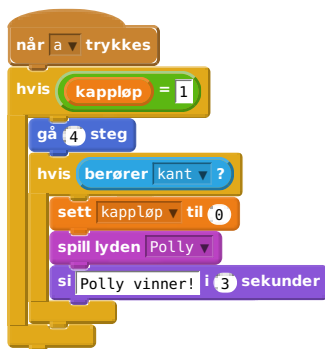 når a trykkes
hvis kappløp = 1
gå 4 steg
hvis berører kant ?
sett kappløp til 0
spill lyden Polly
si Polly vinner! i 3 sekunder